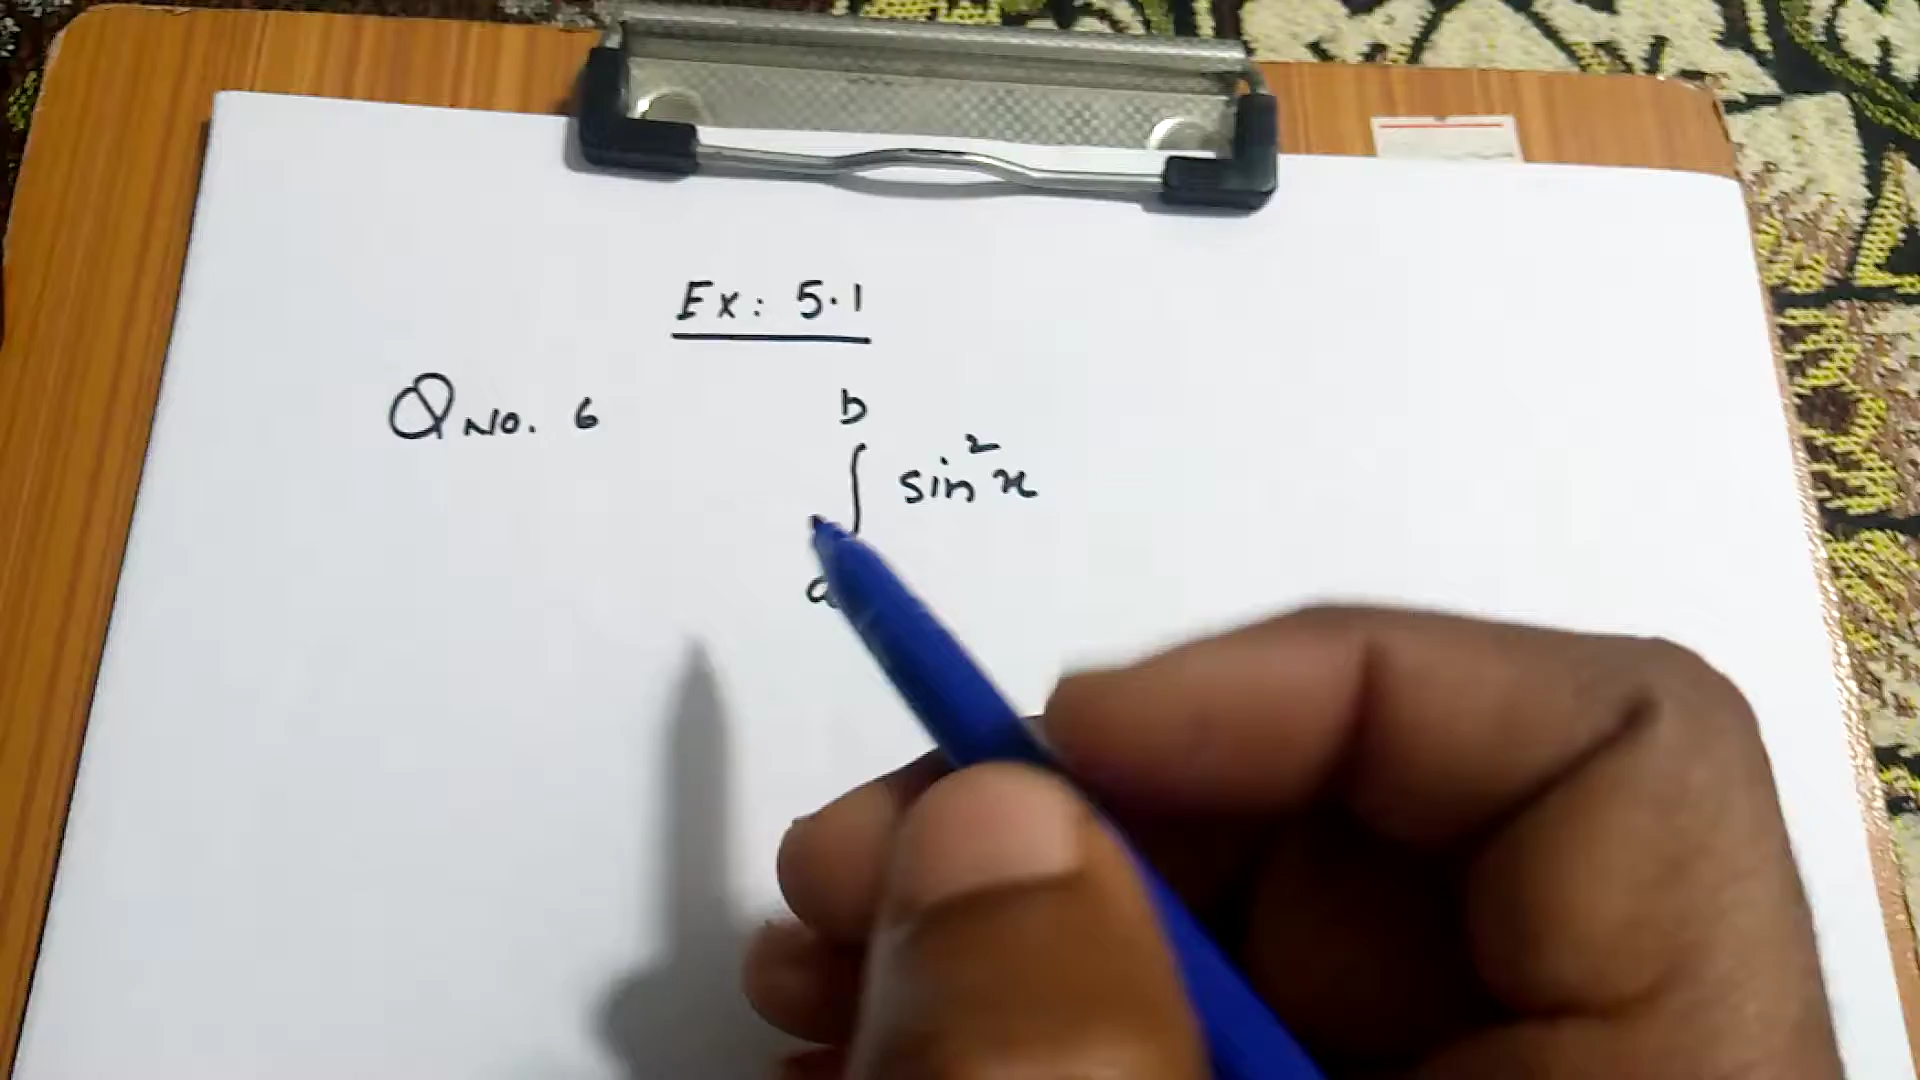 Ex: 5.1
Q No. 6
b
∫ sin²x
a